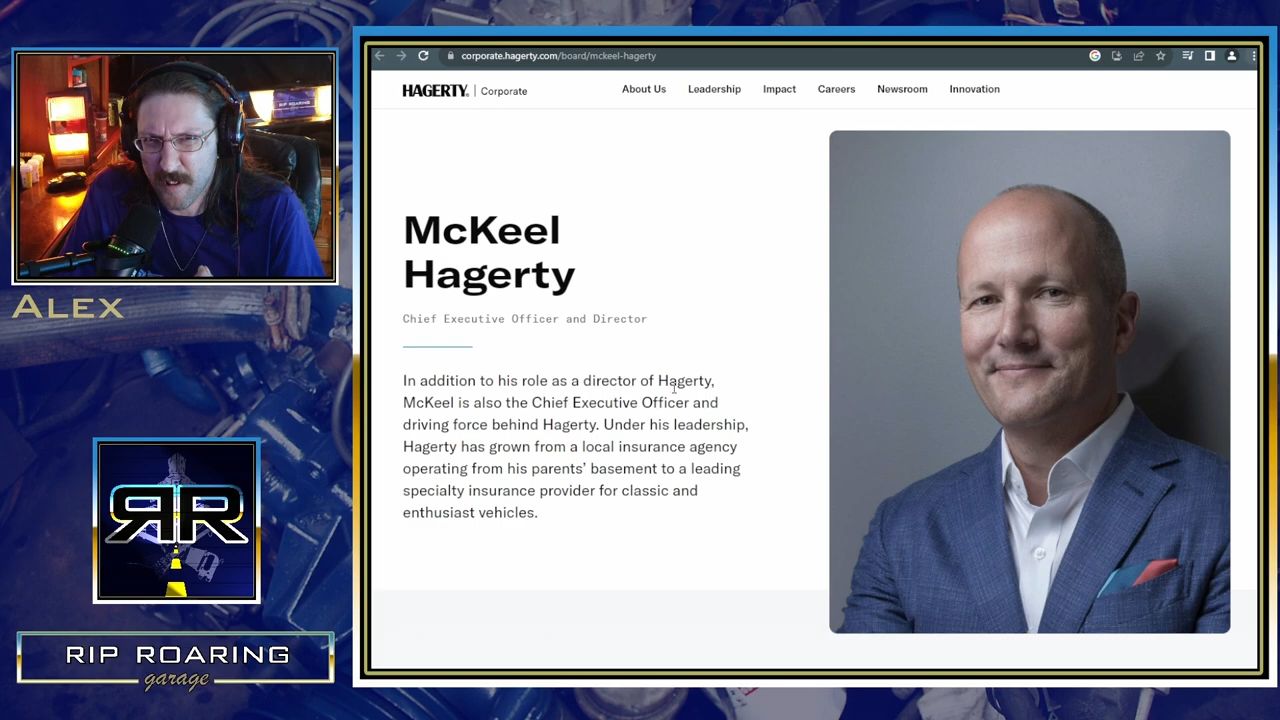 corporate.hagerty.com/board/mckeel-hagerty
HAGERTY | Corporate
About Us Leadership Impact Careers Newsroom Innovation
McKeel
Hagerty
Chief Executive Officer and Director
In addition to his role as a director of Hagerty,
McKeel is also the Chief Executive Officer and
driving force behind Hagerty. Under his leadership,
Hagerty has grown from a local insurance agency
operating from his parents' basement to a leading
specialty insurance provider for classic and
enthusiast vehicles.
ALEX
RR
RIP ROARING
garage